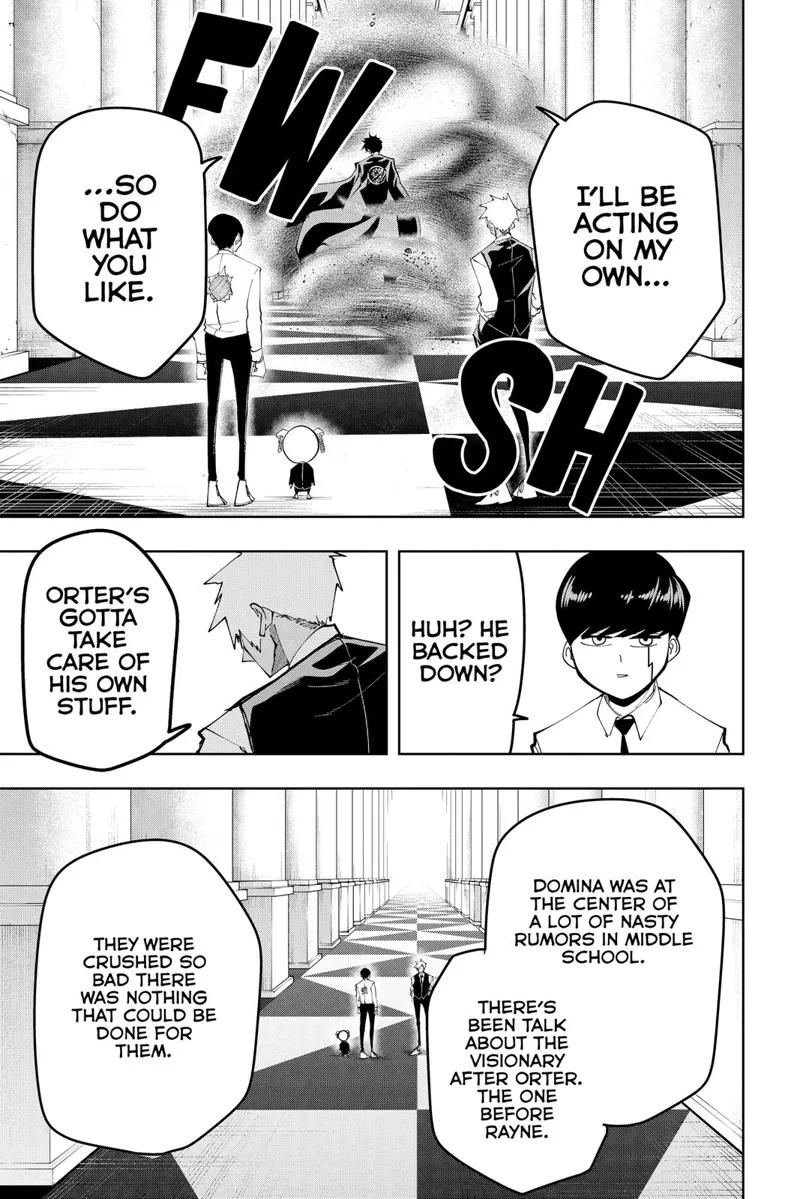 I'LL BE
ACTING
ON MY
OWN...
FW
SH
...SO
DO
WHAT
YOU
LIKE.
HUH? HE
BACKED
DOWN?
ORTER'S
GOTTA
TAKE
CARE OF
HIS OWN
STUFF.
DOMINA WAS AT
THE CENTER OF
A LOT OF NASTY
RUMORS IN MIDDLE
SCHOOL.
THERE'S
BEEN TALK
ABOUT THE
VISIONARY
AFTER ORTER.
THE ONE
BEFORE
RAYNE.
THEY WERE
CRUSHED SO
BAD THERE
WAS NOTHING
THAT COULD BE
DONE FOR
THEM.